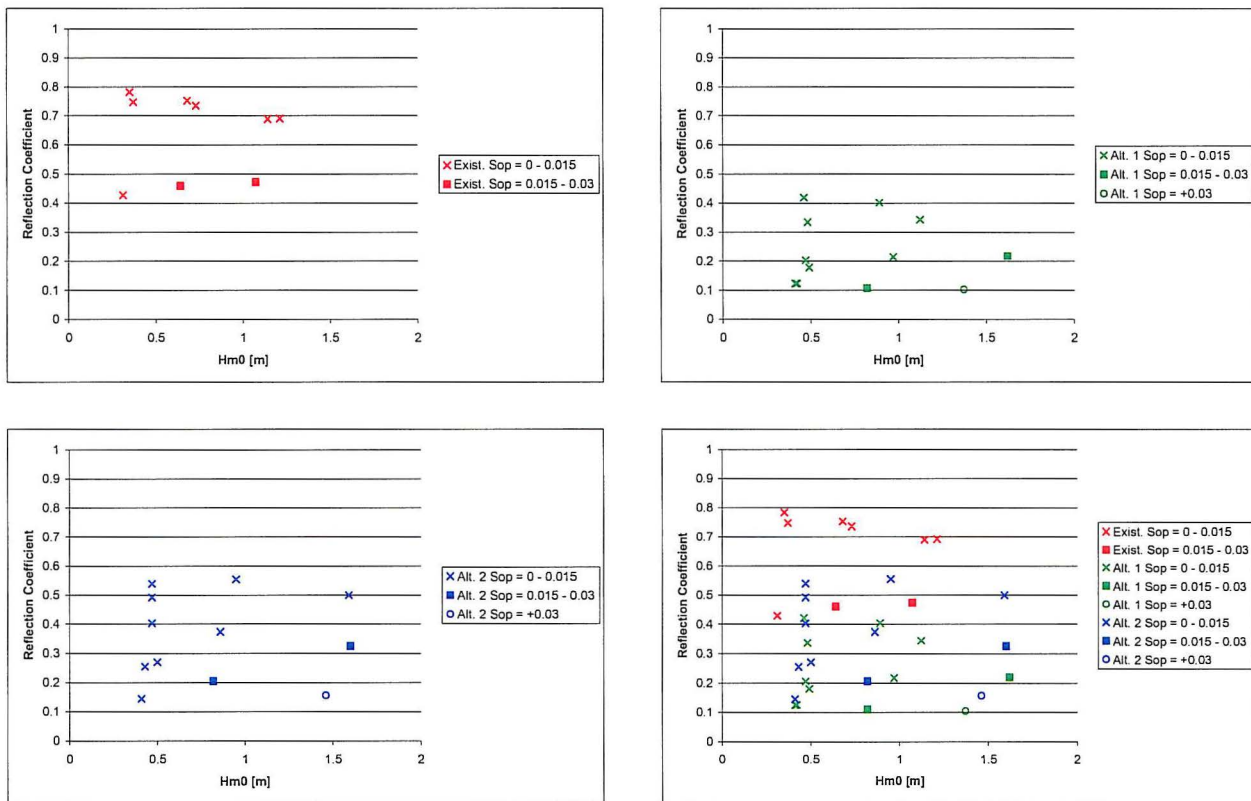 1
0.9
0.8
0.7
0.6
0.5
0.4
0.3
0.2
0.1
0
Reflection Coefficient
0 0.5 1 1.5 2
Hm0 [m]
Exist. Sop = 0 - 0.015
Exist. Sop = 0.015 - 0.03
1
0.9
0.8
0.7
0.6
0.5
0.4
0.3
0.2
0.1
0
Reflection Coefficient
0 0.5 1 1.5 2
Hm0 [m]
Alt. 1 Sop = 0 - 0.015
Alt. 1 Sop = 0.015 - 0.03
Alt. 1 Sop = +0.03
1
0.9
0.8
0.7
0.6
0.5
0.4
0.3
0.2
0.1
0
Reflection Coefficient
0 0.5 1 1.5 2
Hm0 [m]
Alt. 2 Sop = 0 - 0.015
Alt. 2 Sop = 0.015 - 0.03
Alt. 2 Sop = +0.03
1
0.9
0.8
0.7
0.6
0.5
0.4
0.3
0.2
0.1
0
Reflection Coefficient
0 0.5 1 1.5 2
Hm0 [m]
Exist. Sop = 0 - 0.015
Exist. Sop = 0.015 - 0.03
Alt. 1 Sop = 0 - 0.015
Alt. 1 Sop = 0.015 - 0.03
Alt. 1 Sop = +0.03
Alt. 2 Sop = 0 - 0.015
Alt. 2 Sop = 0.015 - 0.03
Alt. 2 Sop = +0.03